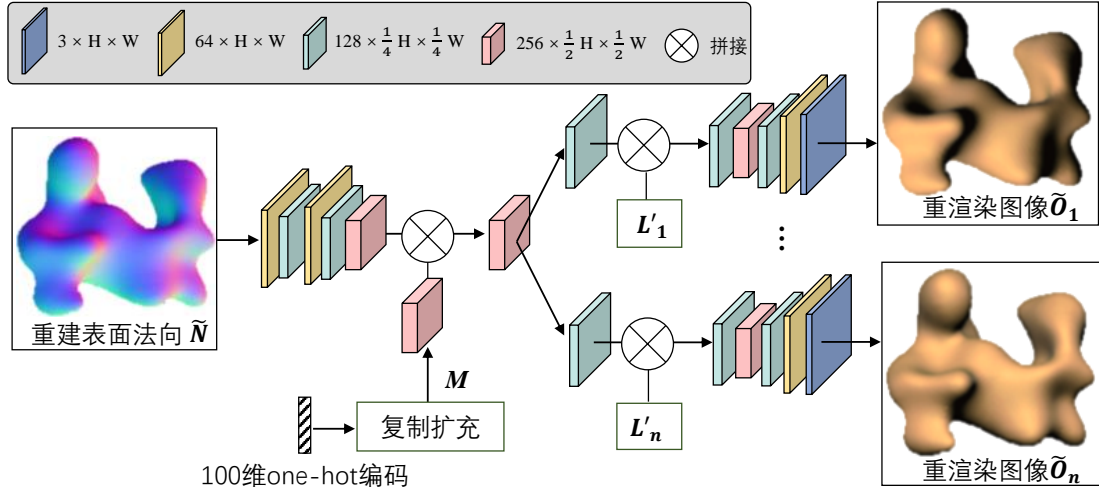 3 × H × W 64 × H × W 128 × 1/4 H × 1/4 W 256 × 1/2 H × 1/2 W 拼接
重渲染图像Õ₁
L′₁
⋮
重建表面法向 Ñ
M
复制扩充
100维one-hot编码
L′ₙ
重渲染图像Õₙ